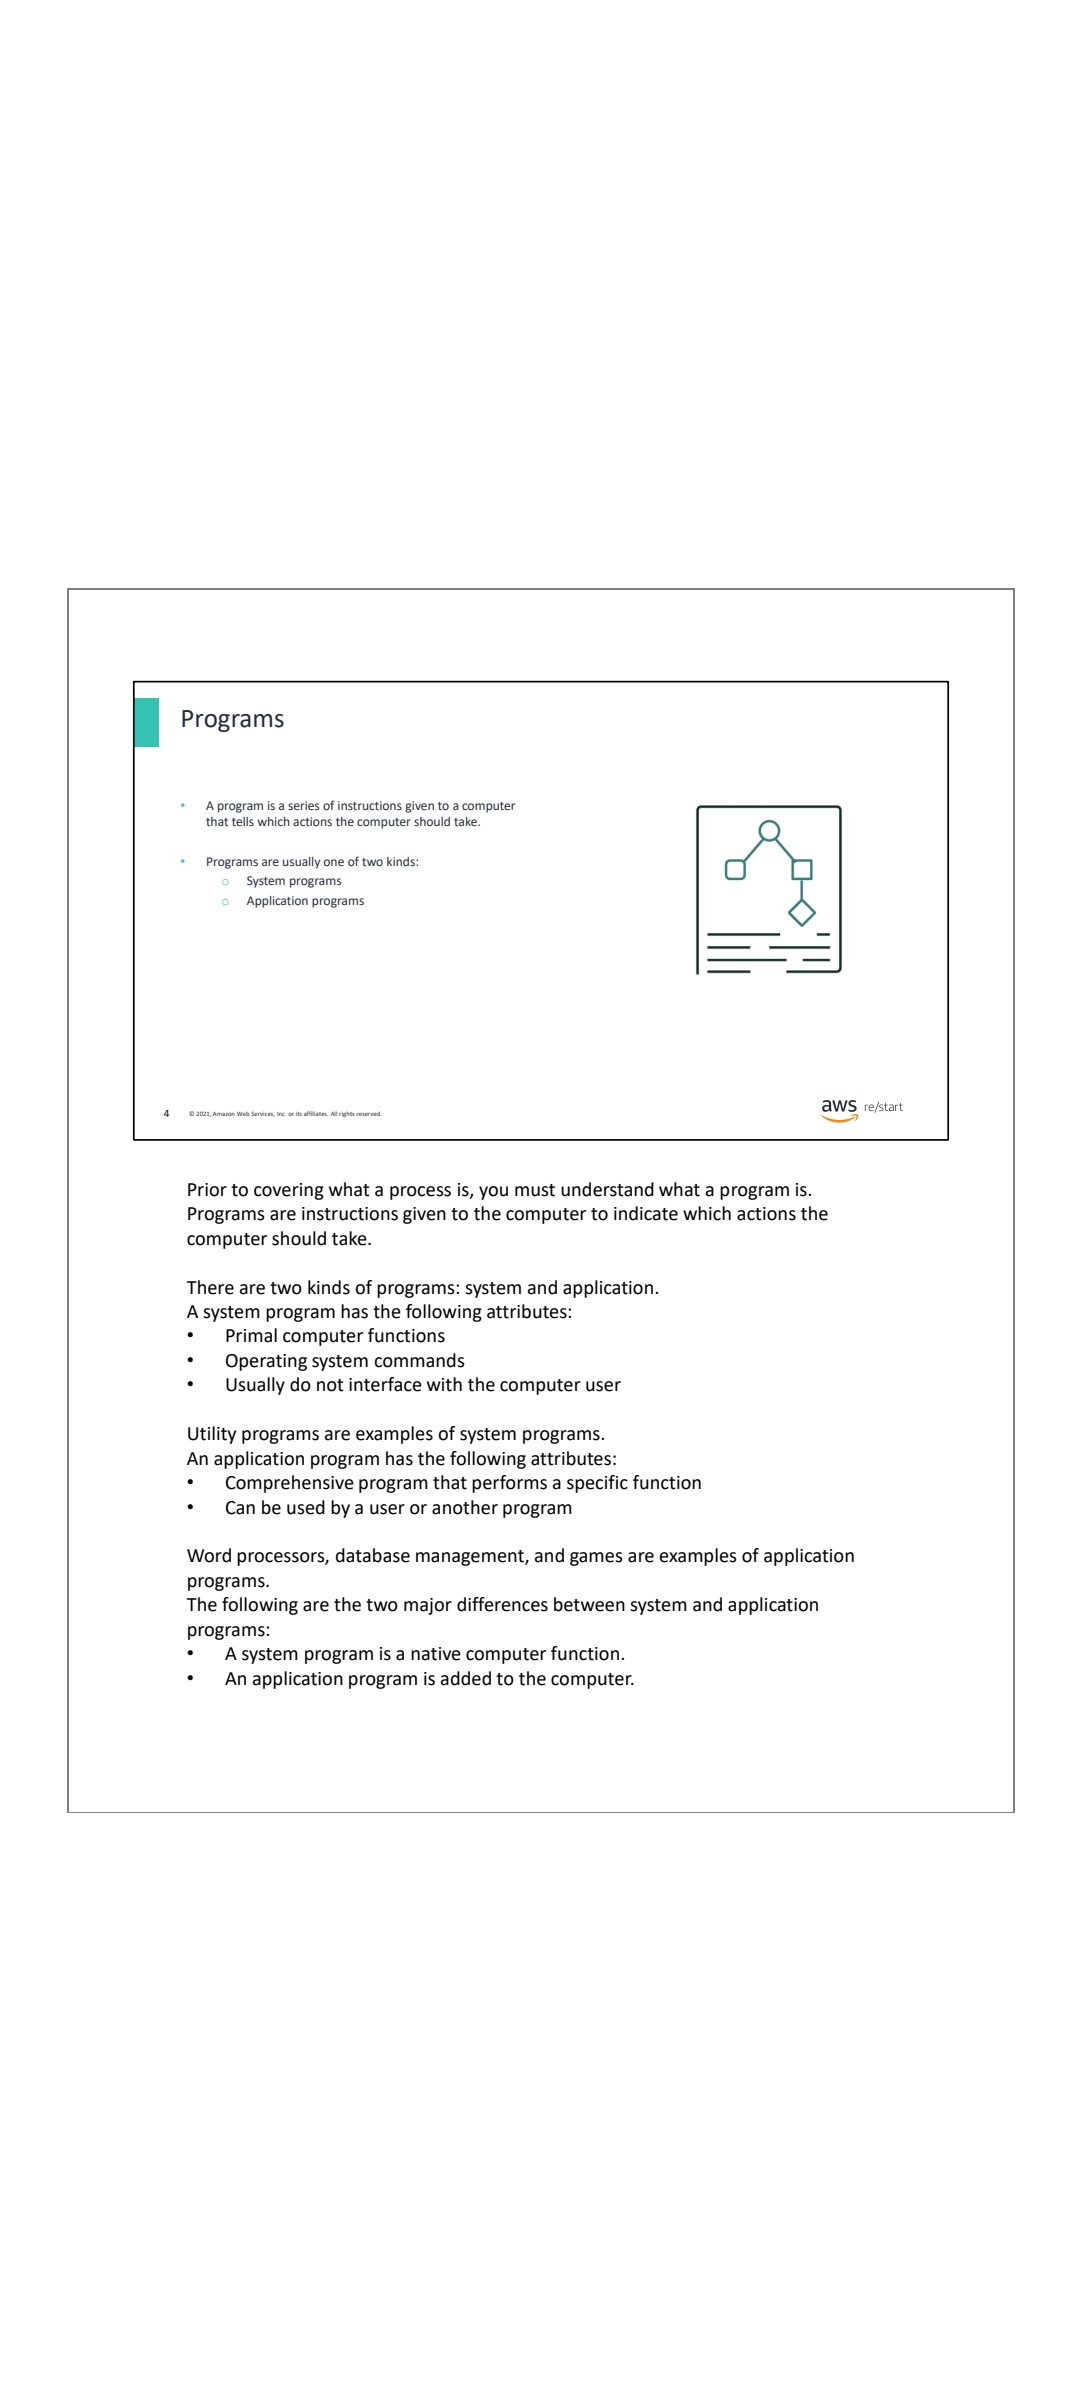 Programs
• A program is a series of instructions given to a computer
that tells which actions the computer should take.
• Programs are usually one of two kinds:
o System programs
o Application programs
4 © 2021, Amazon Web Services, Inc. or its affiliates. All rights reserved.
aws re/start
Prior to covering what a process is, you must understand what a program is.
Programs are instructions given to the computer to indicate which actions the
computer should take.
There are two kinds of programs: system and application.
A system program has the following attributes:
• Primal computer functions
• Operating system commands
• Usually do not interface with the computer user
Utility programs are examples of system programs.
An application program has the following attributes:
• Comprehensive program that performs a specific function
• Can be used by a user or another program
Word processors, database management, and games are examples of application
programs.
The following are the two major differences between system and application
programs:
• A system program is a native computer function.
• An application program is added to the computer.